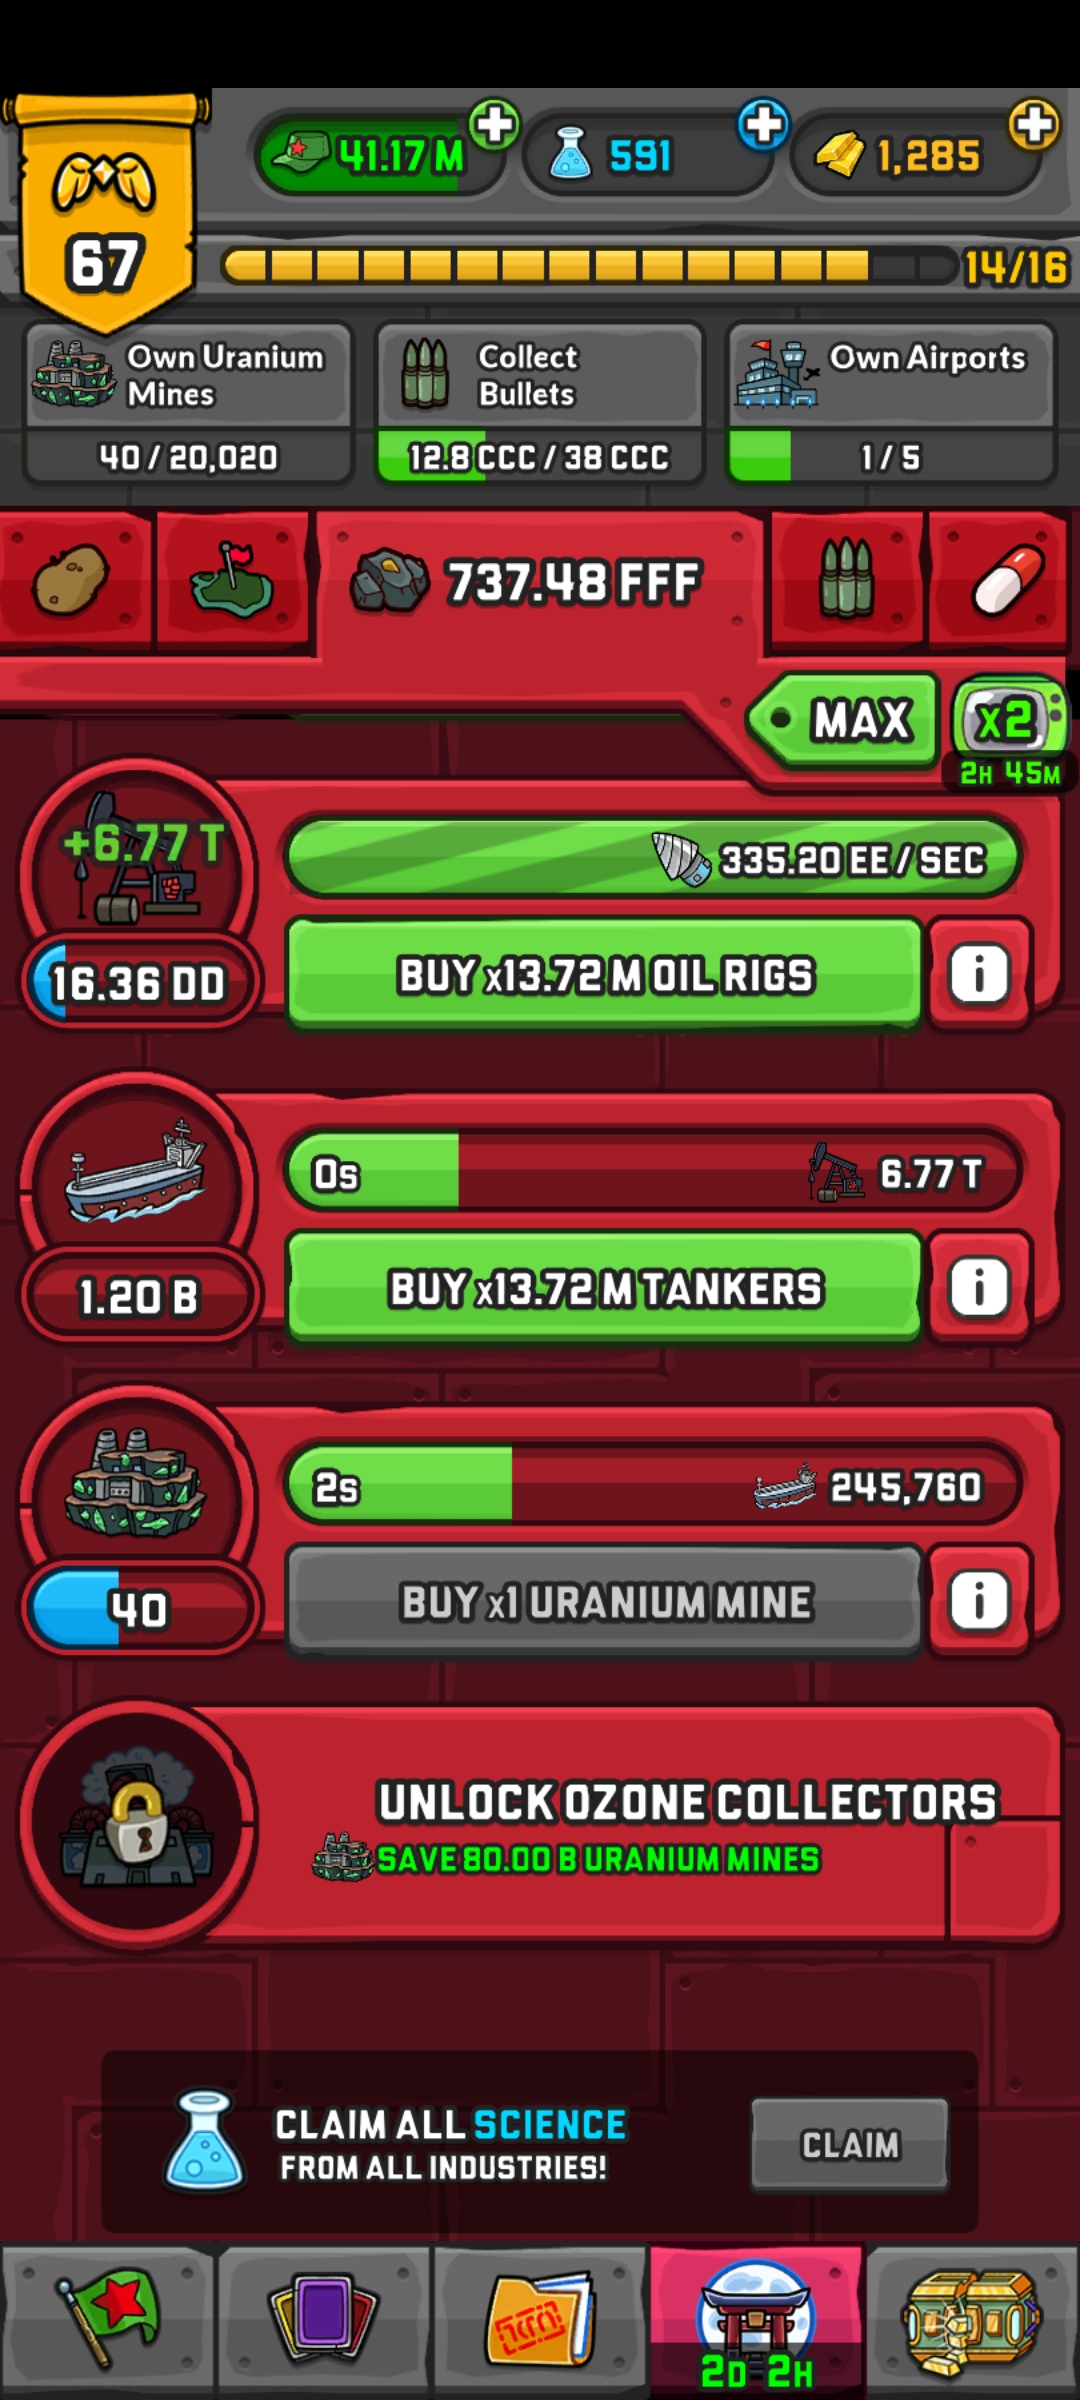 41.17 M
591
1,285
67
14/16
Own Uranium
Mines
40 / 20,020
Collect
Bullets
12.8 CCC / 38 CCC
Own Airports
1 / 5
737.48 FFF
MAX
x2
2H 45M
+6.77 T
335.20 EE / SEC
16.36 DD
BUY x13.72 M OIL RIGS
i
0s
6.77 T
1.20 B
BUY x13.72 M TANKERS
i
2s
245,760
40
BUY x1 URANIUM MINE
i
UNLOCK OZONE COLLECTORS
SAVE 80.00 B URANIUM MINES
CLAIM ALL SCIENCE
FROM ALL INDUSTRIES!
CLAIM
2D 2H